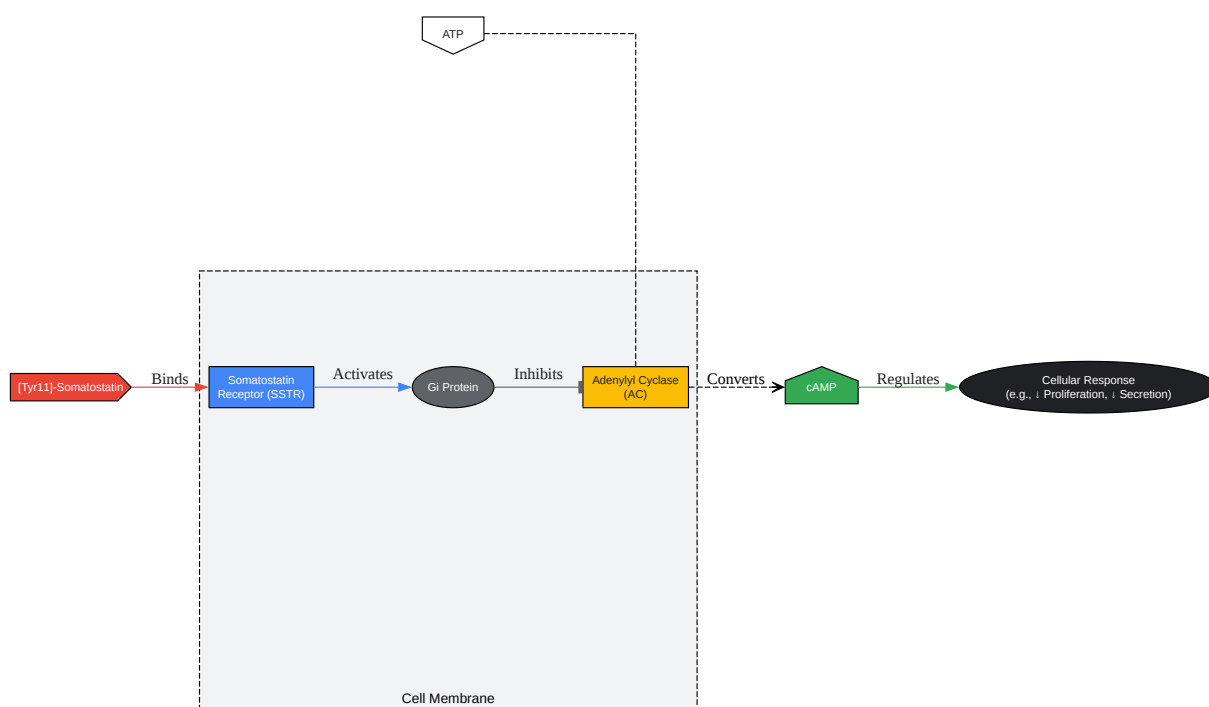 ATP
[Tyr11]-Somatostatin
Binds
Somatostatin
Receptor (SSTR)
Activates
Gi Protein
Inhibits
Adenylyl Cyclase
(AC)
Converts
cAMP
Regulates
Cellular Response
(e.g., ↓ Proliferation, ↓ Secretion)
Cell Membrane